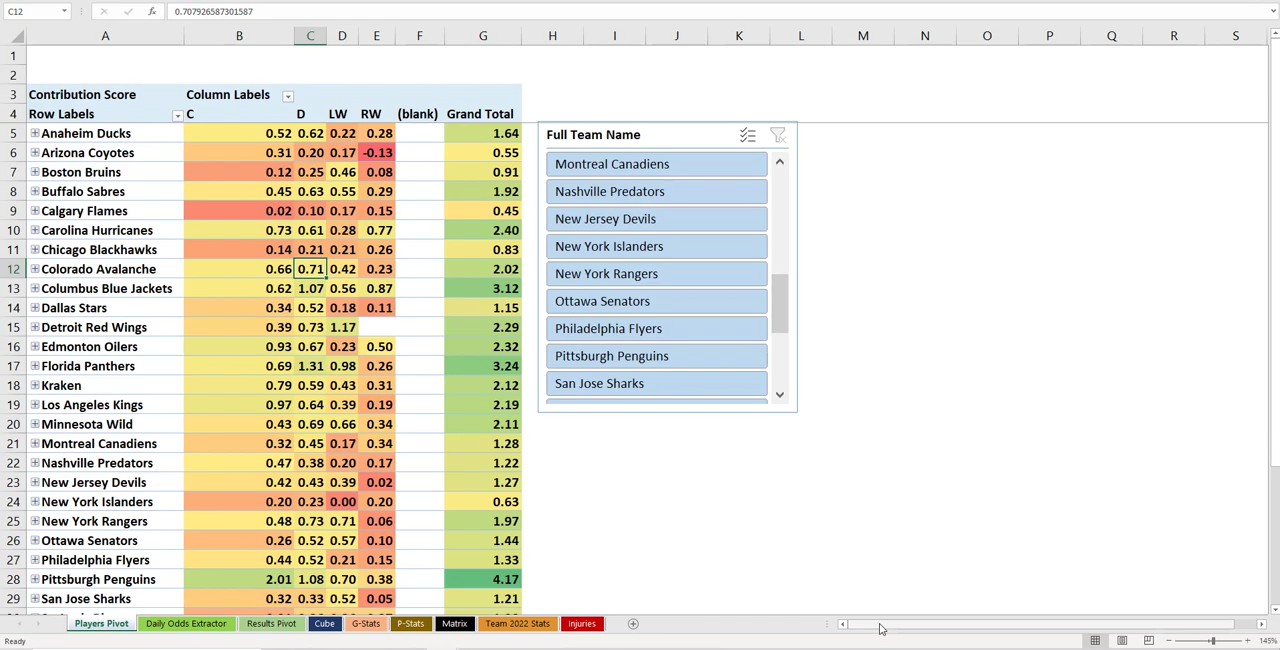 C12 fx 0.707926587301587
A B C D E F G H I J K L M N O P Q R S
1
2
3 Contribution Score Column Labels
4 Row Labels C D LW RW (blank) Grand Total
5 Anaheim Ducks 0.52 0.62 0.22 0.28 1.64
6 Arizona Coyotes 0.31 0.20 0.17 -0.13 0.55
7 Boston Bruins 0.12 0.25 0.46 0.08 0.91
8 Buffalo Sabres 0.45 0.63 0.55 0.29 1.92
9 Calgary Flames 0.02 0.10 0.17 0.15 0.45
10 Carolina Hurricanes 0.73 0.61 0.28 0.77 2.40
11 Chicago Blackhawks 0.14 0.21 0.21 0.26 0.83
12 Colorado Avalanche 0.66 0.71 0.42 0.23 2.02
13 Columbus Blue Jackets 0.62 1.07 0.56 0.87 3.12
14 Dallas Stars 0.34 0.52 0.18 0.11 1.15
15 Detroit Red Wings 0.39 0.73 1.17 2.29
16 Edmonton Oilers 0.93 0.67 0.23 0.50 2.32
17 Florida Panthers 0.69 1.31 0.98 0.26 3.24
18 Kraken 0.79 0.59 0.43 0.31 2.12
19 Los Angeles Kings 0.97 0.64 0.39 0.19 2.19
20 Minnesota Wild 0.43 0.69 0.66 0.34 2.11
21 Montreal Canadiens 0.32 0.45 0.17 0.34 1.28
22 Nashville Predators 0.47 0.38 0.20 0.17 1.22
23 New Jersey Devils 0.42 0.43 0.39 0.02 1.27
24 New York Islanders 0.20 0.23 0.00 0.20 0.63
25 New York Rangers 0.48 0.73 0.71 0.06 1.97
26 Ottawa Senators 0.26 0.52 0.57 0.10 1.44
27 Philadelphia Flyers 0.44 0.52 0.21 0.15 1.33
28 Pittsburgh Penguins 2.01 1.08 0.70 0.38 4.17
29 San Jose Sharks 0.32 0.33 0.52 0.05 1.21
Full Team Name
Montreal Canadiens
Nashville Predators
New Jersey Devils
New York Islanders
New York Rangers
Ottawa Senators
Philadelphia Flyers
Pittsburgh Penguins
San Jose Sharks
Players Pivot Daily Odds Extractor Results Pivot Cube G-Stats P-Stats Matrix Team 2022 Stats Injuries
Ready 145%